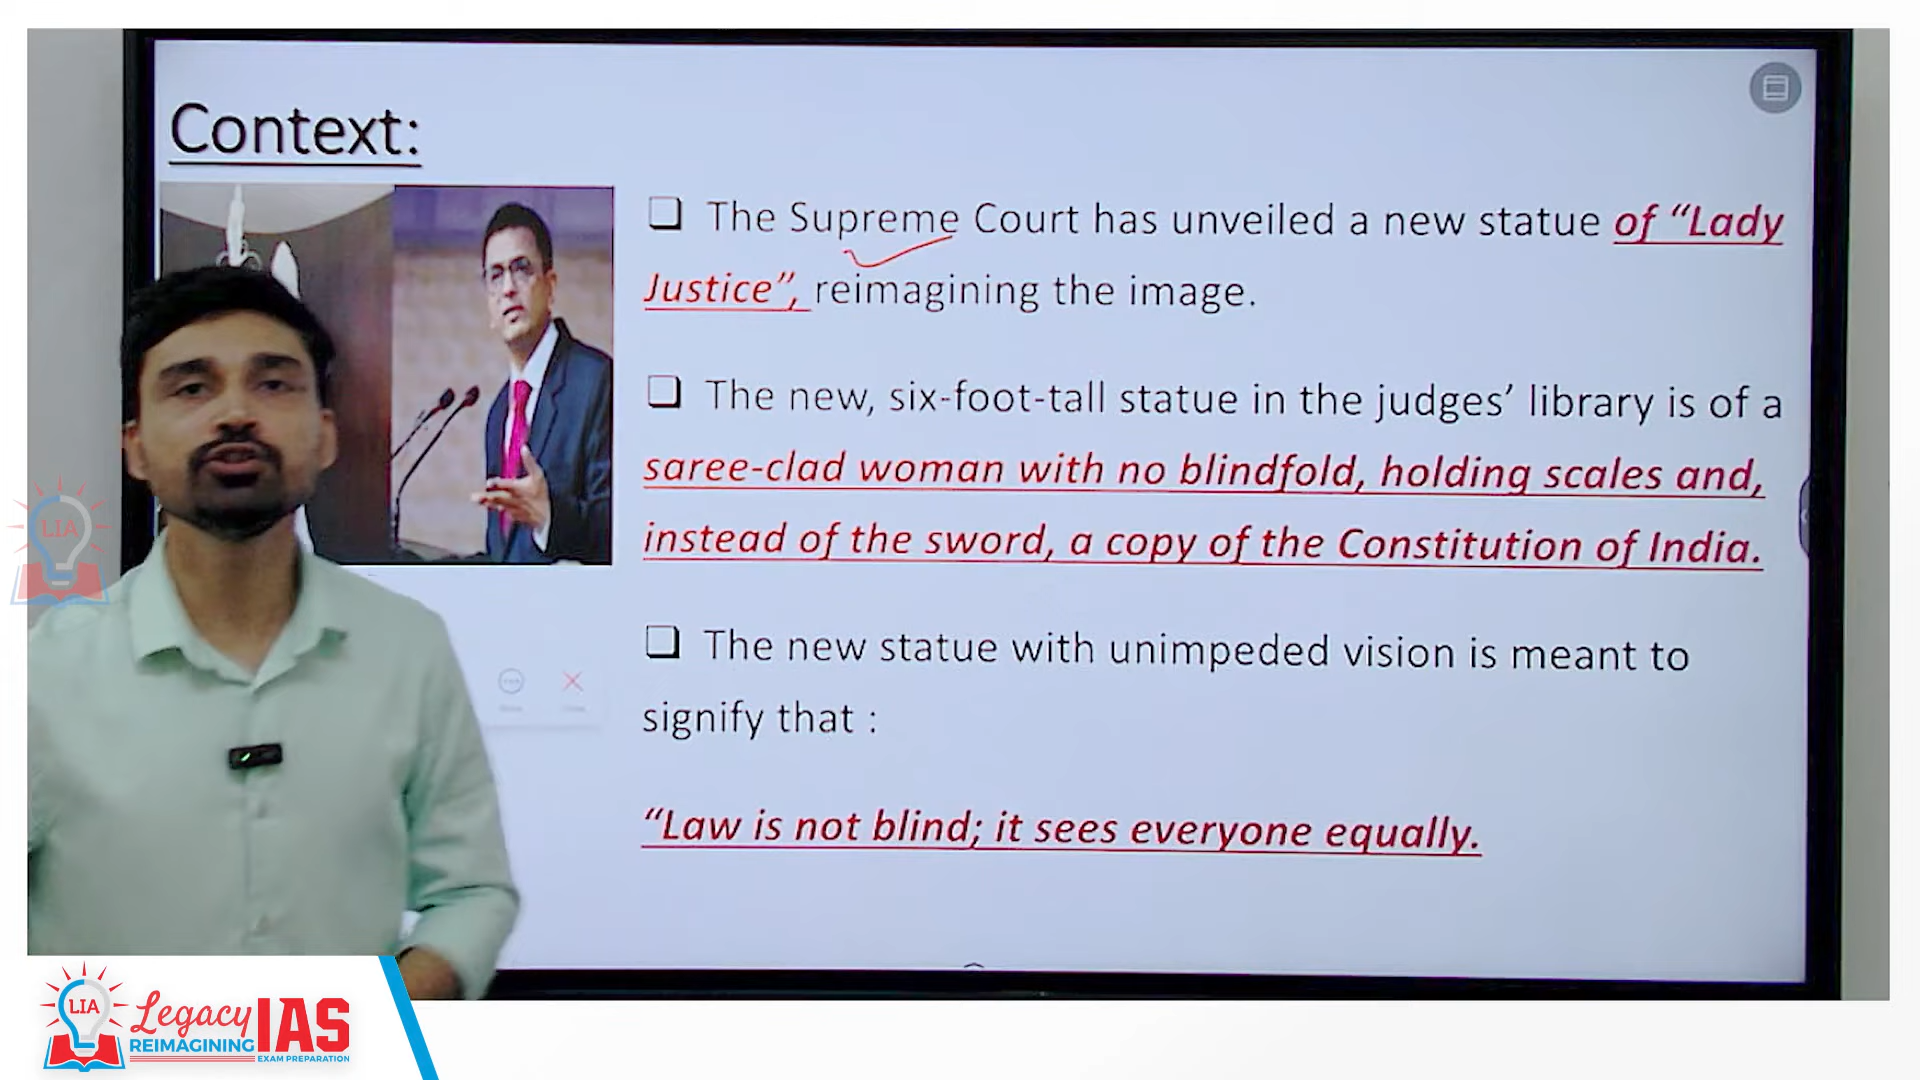 Context:
❑ The Supreme Court has unveiled a new statue of “Lady
Justice”, reimagining the image.
❑ The new, six-foot-tall statue in the judges’ library is of a
saree-clad woman with no blindfold, holding scales and,
instead of the sword, a copy of the Constitution of India.
❑ The new statue with unimpeded vision is meant to
signify that :
“Law is not blind; it sees everyone equally.
LIA
LIA
Legacy IAS
REIMAGINING
EXAM PREPARATION